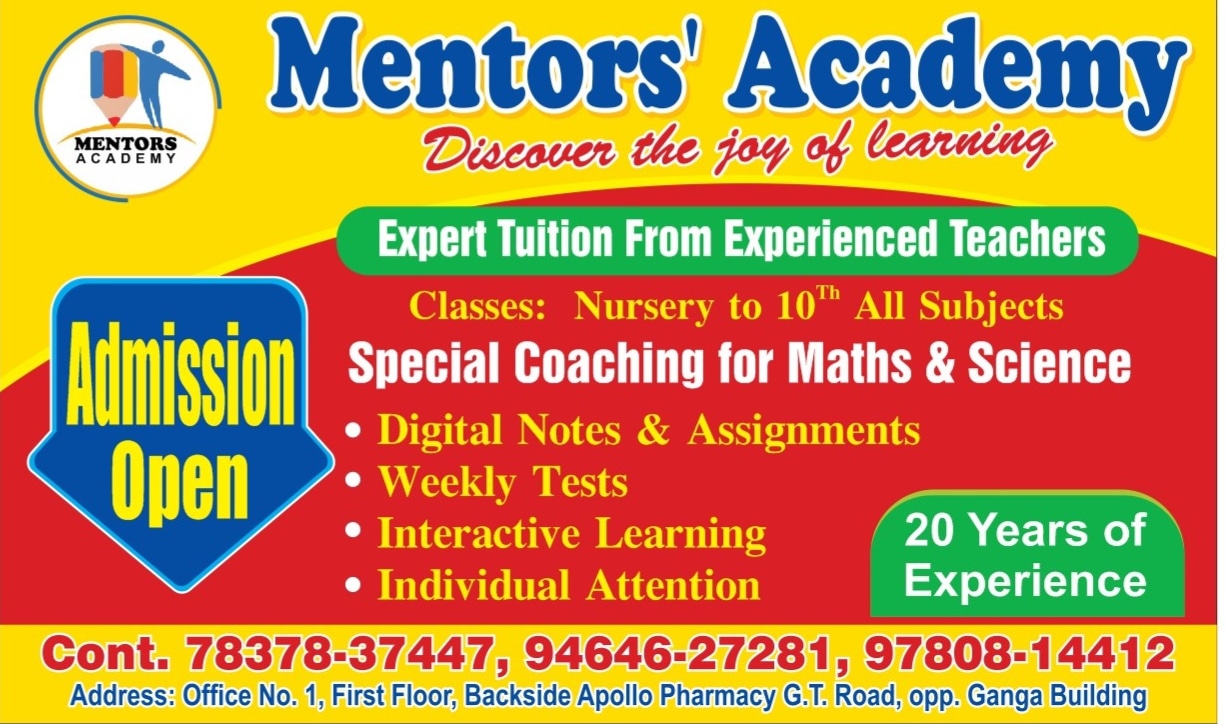 MENTORS
ACADEMY
Mentors' Academy
Discover the joy of learning
Expert Tuition From Experienced Teachers
Classes: Nursery to 10Th All Subjects
Special Coaching for Maths & Science
Admission
Open
• Digital Notes & Assignments
• Weekly Tests
• Interactive Learning
• Individual Attention
20 Years of
Experience
Cont. 78378-37447, 94646-27281, 97808-14412
Address: Office No. 1, First Floor, Backside Apollo Pharmacy G.T. Road, opp. Ganga Building